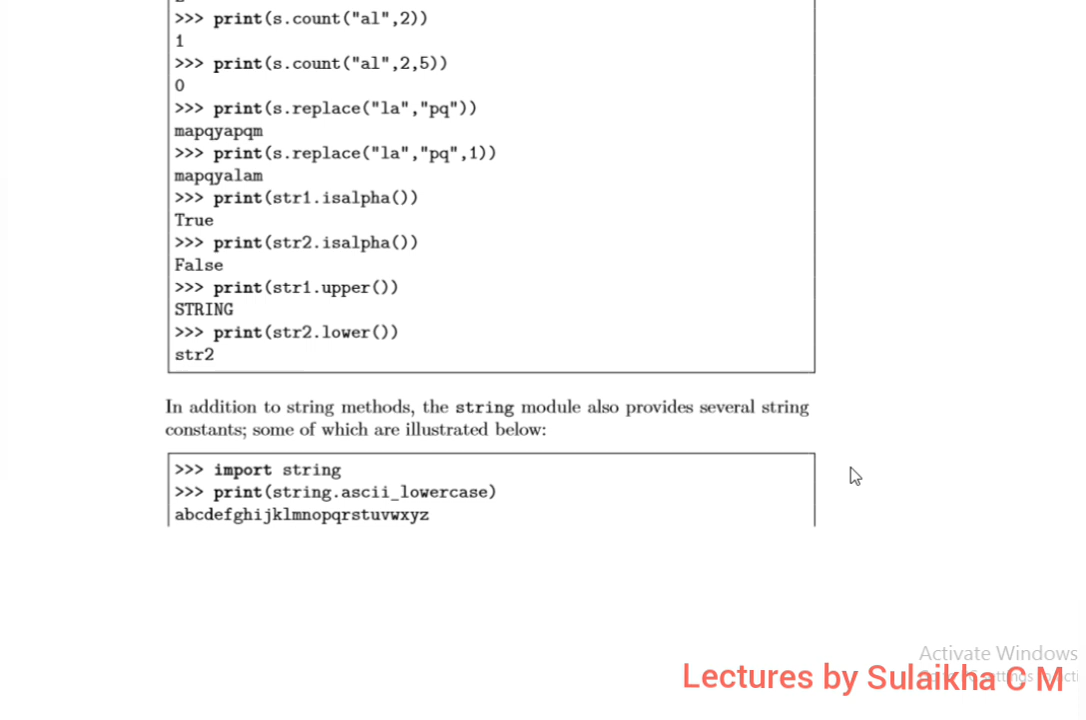 >>> print(s.count("al",2))
1
>>> print(s.count("al",2,5))
0
>>> print(s.replace("la","pq"))
mapqyapqm
>>> print(s.replace("la","pq",1))
mapqyalam
>>> print(str1.isalpha())
True
>>> print(str2.isalpha())
False
>>> print(str1.upper())
STRING
>>> print(str2.lower())
str2
In addition to string methods, the string module also provides several string
constants; some of which are illustrated below:
>>> import string
>>> print(string.ascii_lowercase)
abcdefghijklmnopqrstuvwxyz
Activate Windows
Lectures by Sulaikha C M